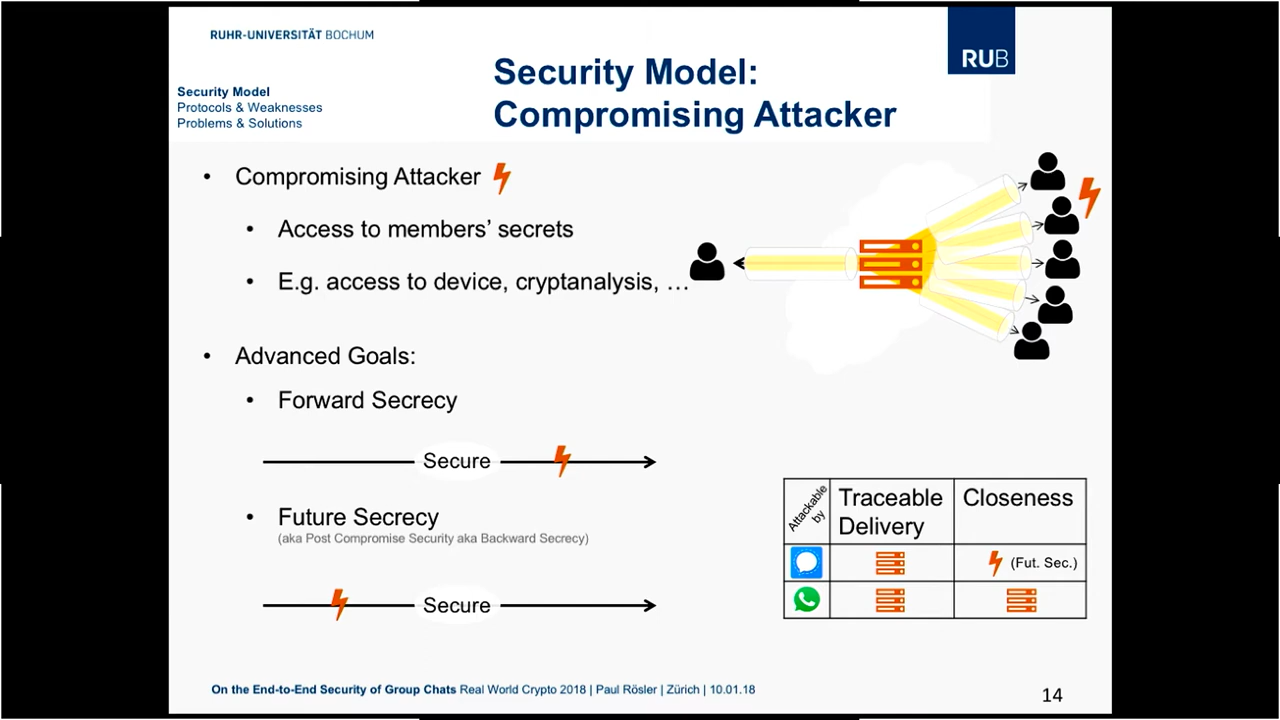 RUHR-UNIVERSITÄT BOCHUM
RUB
Security Model:
Compromising Attacker
Security Model
Protocols & Weaknesses
Problems & Solutions
• Compromising Attacker
• Access to members’ secrets
• E.g. access to device, cryptanalysis, …
• Advanced Goals:
• Forward Secrecy
Secure
• Future Secrecy
(aka Post Compromise Security aka Backward Secrecy)
Secure
Attackable
by
Traceable
Delivery
Closeness
(Fut. Sec.)
On the End-to-End Security of Group Chats Real World Crypto 2018 | Paul Rösler | Zürich | 10.01.18
14